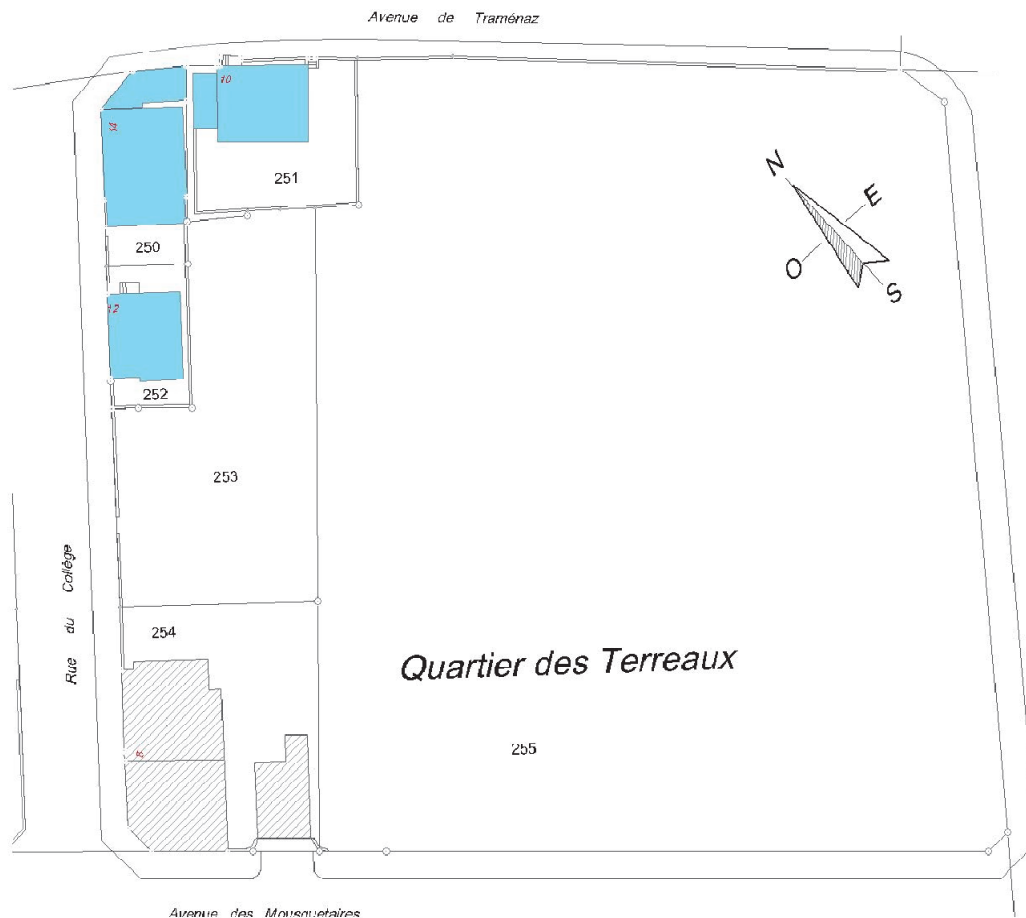 Avenue de Traménaz
10
14
251
N
E
O
S
250
12
252
253
Rue du Collège
254
Quartier des Terreaux
8
255
Avenue des Mousquetaires